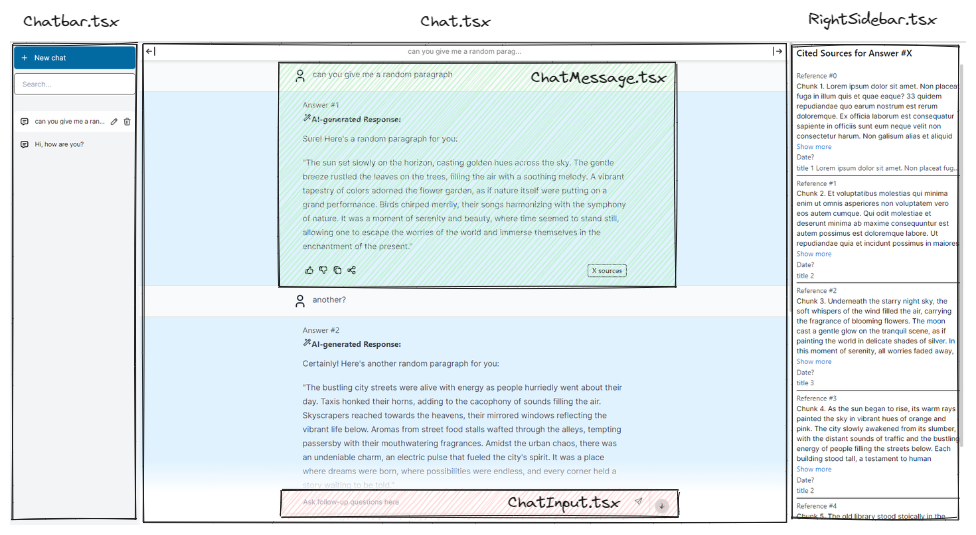 Chatbar.tsx
Chat.tsx
RightSidebar.tsx
+ New chat
Search...
can you give me a ran...
Hi, how are you?
can you give me a random parag...
can you give me a random paragraph
ChatMessage.tsx
Answer #1
AI-generated Response:
Sure! Here's a random paragraph for you:
"The sun set slowly on the horizon, casting golden hues across the sky. The gentle
breeze rustled the leaves on the trees, filling the air with a soothing melody. A vibrant
tapestry of colors adorned the flower garden, as if nature itself were putting on a
grand performance. Birds chirped merrily, their songs harmonizing with the symphony
of nature. It was a moment of serenity and beauty, where time seemed to stand still,
allowing one to escape the worries of the world and immerse themselves in the
enchantment of the present."
X sources
another?
Answer #2
AI-generated Response:
Certainly! Here's another random paragraph for you:
"The bustling city streets were alive with energy as people hurriedly went about their
day. Taxis honked their horns, adding to the cacophony of sounds filling the air.
Skyscrapers reached towards the heavens, their mirrored windows reflecting the
vibrant life below. Aromas from street food stalls wafted through the alleys, tempting
passersby with their mouthwatering fragrances. Amidst the urban chaos, there was
an undeniable charm, an electric pulse that fueled the city's spirit. It was a place
where dreams were born, where possibilities were endless, and every corner held a
story waiting to be told."
Ask follow-up questions here
ChatInput.tsx
Cited Sources for Answer #X
Reference #0
Chunk 1. Lorem ipsum dolor sit amet. Non placeat
fuga in illum quis et quae eaque? 33 quidem
repudiandae quo earum nostrum est rerum
doloremque. Ex officia laborum est consequatur
sapiente in officiis sunt eum neque velit non
consectetur harum. Non galisum alias et aliquid
Show more
Date?
title 1 Lorem ipsum dolor sit amet. Non placeat fug...
Reference #1
Chunk 2. Et voluptatibus molestias qui minima
enim ut omnis asperiores non voluptatem vero
eos autem cumque. Qui odit molestiae et
deserunt minima ab maxime consequuntur est
autem possimus est doloremque labore. Ut
repudiandae quia et incidunt possimus in maiores
Show more
Date?
title 2
Reference #2
Chunk 3. Underneath the starry night sky, the
soft whispers of the wind filled the air, carrying
the fragrance of blooming flowers. The moon
cast a gentle glow on the tranquil scene, as if
painting the world in delicate shades of silver. In
this moment of serenity, all worries faded away,
Show more
Date?
title 3
Reference #3
Chunk 4. As the sun began to rise, its warm rays
painted the sky in vibrant hues of orange and
pink. The city slowly awakened from its slumber,
with the distant sounds of traffic and the bustling
energy of people filling the streets below. Each
building stood tall, a testament to human
Show more
Date?
title 2
Reference #4
Chunk 5. The old library stood stoically in the